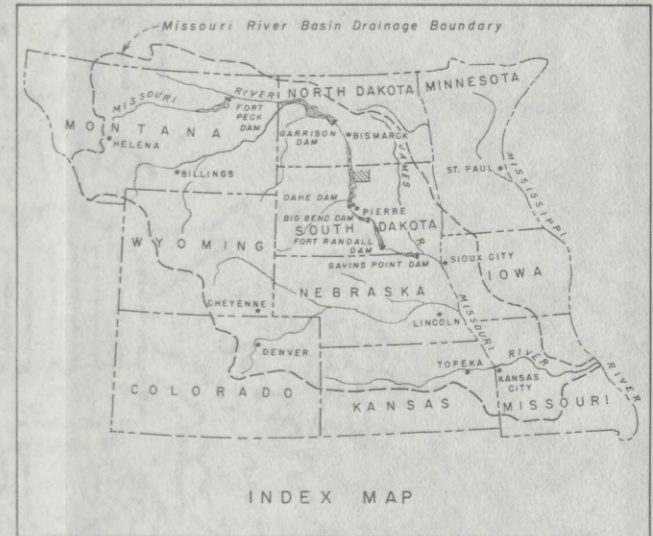 Missouri River Basin Drainage Boundary
MISSOURI RIVER
NORTH DAKOTA
MINNESOTA
FORT
PECK
DAM
MONTANA
GARRISON
DAM
BISMARCK
HELENA
JAMES R.
BILLINGS
ST. PAUL
MISSISSIPPI RIVER
OAHE DAM
PIERRE
BIG BEND DAM
SOUTH DAKOTA
WYOMING
FORT RANDALL
DAM
GAVINS POINT DAM
SIOUX CITY
IOWA
NEBRASKA
CHEYENNE
LINCOLN
MISSOURI RIVER
DENVER
TOPEKA
KANSAS
CITY
COLORADO
KANSAS
MISSOURI
INDEX MAP